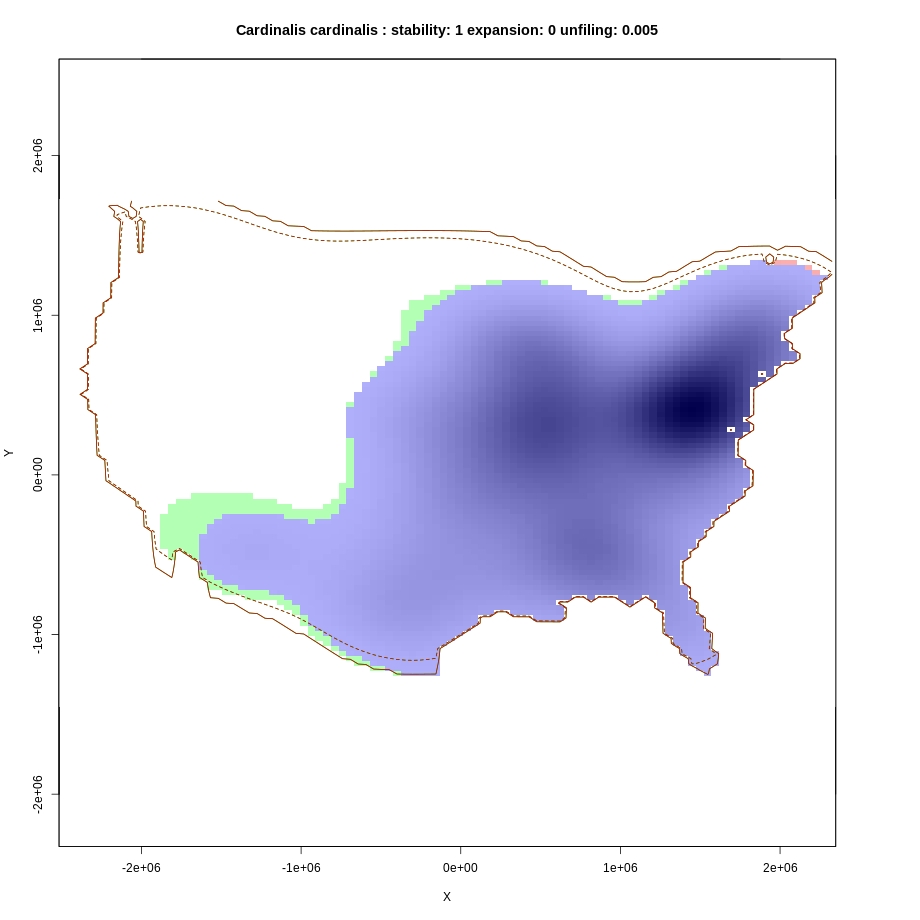 Cardinalis cardinalis : stability: 1 expansion: 0 unfiling: 0.005
2e+06
1e+06
Y
0e+00
-1e+06
-2e+06
-2e+06 -1e+06 0e+00 1e+06 2e+06
X